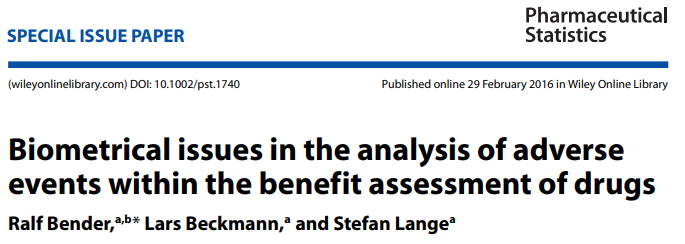 Pharmaceutical
Statistics
SPECIAL ISSUE PAPER
(wileyonlinelibrary.com) DOI: 10.1002/pst.1740 Published online 29 February 2016 in Wiley Online Library
Biometrical issues in the analysis of adverse
events within the benefit assessment of drugs
Ralf Bender,a,b* Lars Beckmann,a and Stefan Langea